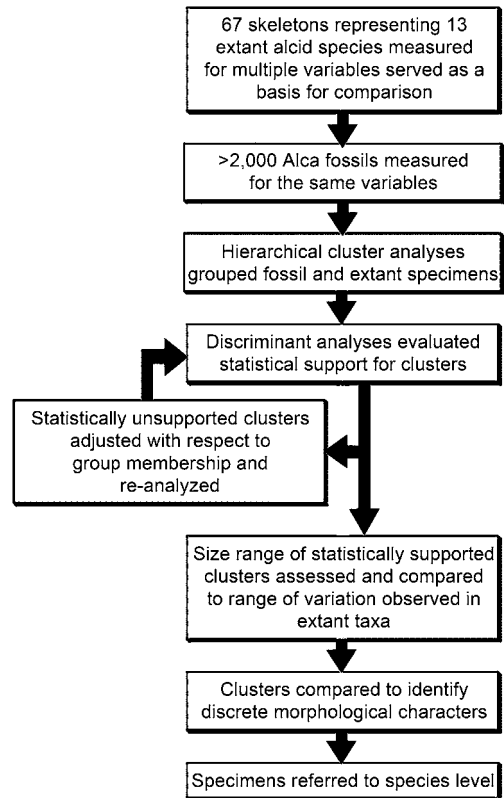 67 skeletons representing 13
extant alcid species measured
for multiple variables served as a
basis for comparison
>2,000 Alca fossils measured
for the same variables
Hierarchical cluster analyses
grouped fossil and extant specimens
Discriminant analyses evaluated
statistical support for clusters
Statistically unsupported clusters
adjusted with respect to
group membership and
re-analyzed
Size range of statistically supported
clusters assessed and compared
to range of variation observed in
extant taxa
Clusters compared to identify
discrete morphological characters
Specimens referred to species level